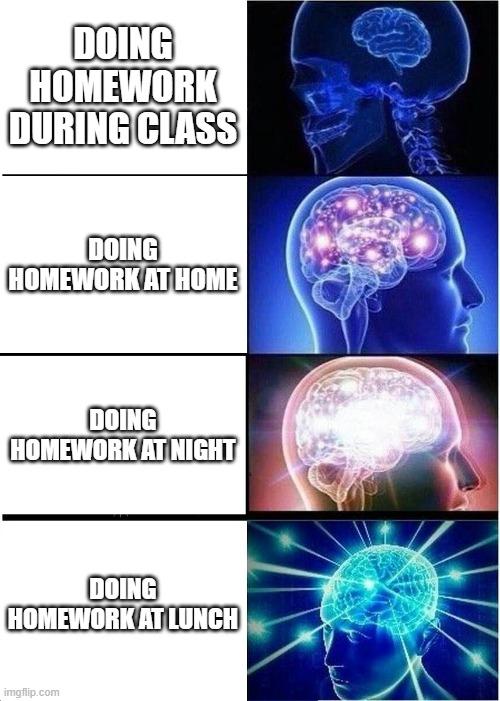 DOING
HOMEWORK
DURING CLASS
DOING
HOMEWORK AT HOME
DOING
HOMEWORK AT NIGHT
DOING
HOMEWORK AT LUNCH
imgflip.com